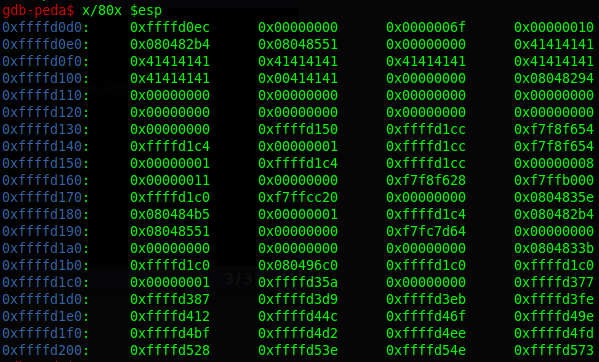 gdb-peda$ x/80x $esp
0xffffd0d0: 0xffffd0ec 0x00000000 0x0000006f 0x00000010
0xffffd0e0: 0x080482b4 0x08048551 0x00000000 0x41414141
0xffffd0f0: 0x41414141 0x41414141 0x41414141 0x41414141
0xffffd100: 0x41414141 0x00414141 0x00000000 0x08048294
0xffffd110: 0x00000000 0x00000000 0x00000000 0x00000000
0xffffd120: 0x00000000 0x00000000 0x00000000 0x00000000
0xffffd130: 0x00000000 0xffffd150 0xffffd1cc 0xf7f8f654
0xffffd140: 0xffffd1c4 0x00000001 0xffffd1cc 0xf7f8f654
0xffffd150: 0x00000001 0xffffd1c4 0xffffd1cc 0x00000008
0xffffd160: 0x00000011 0x00000000 0xf7f8f628 0xf7ffb000
0xffffd170: 0xffffd1c0 0xf7ffcc20 0x00000000 0x0804835e
0xffffd180: 0x080484b5 0x00000001 0xffffd1c4 0x080482b4
0xffffd190: 0x08048551 0x00000000 0xf7fc7d64 0x00000000
0xffffd1a0: 0x00000000 0x00000000 0x00000000 0x0804833b
0xffffd1b0: 0xffffd1c0 0x080496c0 0xffffd1c0 0xffffd1c0
0xffffd1c0: 0x00000001 0xffffd35a 0x00000000 0xffffd377
0xffffd1d0: 0xffffd387 0xffffd3d9 0xffffd3eb 0xffffd3fe
0xffffd1e0: 0xffffd412 0xffffd44c 0xffffd46f 0xffffd49e
0xffffd1f0: 0xffffd4bf 0xffffd4d2 0xffffd4ee 0xffffd4fd
0xffffd200: 0xffffd528 0xffffd53e 0xffffd54e 0xffffd573
3/3